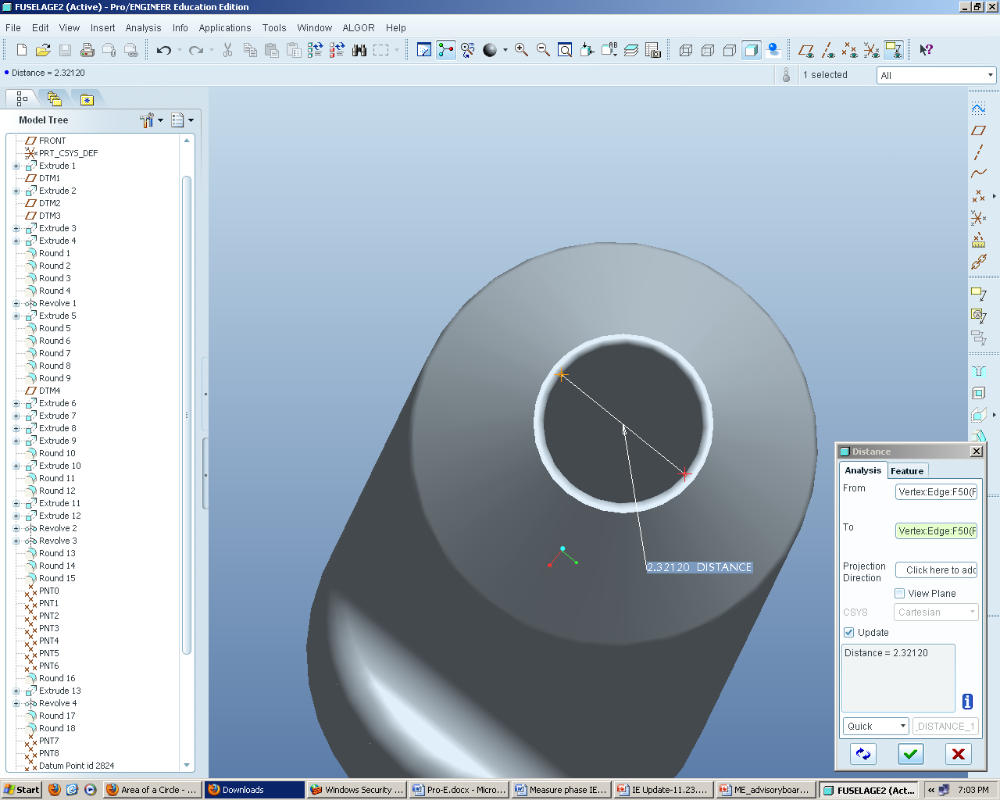 FUSELAGE2 (Active) - Pro/ENGINEER Education Edition
File Edit View Insert Analysis Info Applications Tools Window ALGOR Help
Distance = 2.32120
1 selected
All
Model Tree
FRONT
PRT_CSYS_DEF
Extrude 1
DTM1
Extrude 2
DTM2
DTM3
Extrude 3
Extrude 4
Round 1
Round 2
Round 3
Round 4
Revolve 1
Extrude 5
Round 5
Round 6
Round 7
Round 8
Round 9
DTM4
Extrude 6
Extrude 7
Extrude 8
Extrude 9
Round 10
Extrude 10
Round 11
Round 12
Extrude 11
Extrude 12
Revolve 2
Revolve 3
Round 13
Round 14
Round 15
PNT0
PNT1
PNT2
PNT3
PNT4
PNT5
PNT6
Round 16
Extrude 13
Revolve 4
Round 17
Round 18
PNT7
PNT8
Datum Point id 2824
2.32120 DISTANCE
Distance
Analysis Feature
From Vertex:Edge:F50(F
To Vertex:Edge:F50(F
Projection Direction Click here to add
View Plane
CSYS Cartesian
Update
Distance = 2.32120
Quick DISTANCE_1
Start
Area of a Circle - ...
Downloads
Windows Security ...
Pro-E.docx - Micro...
Measure phase IE...
IE Update-11.23....
ME_advisoryboar...
FUSELAGE2 (Act...
7:03 PM